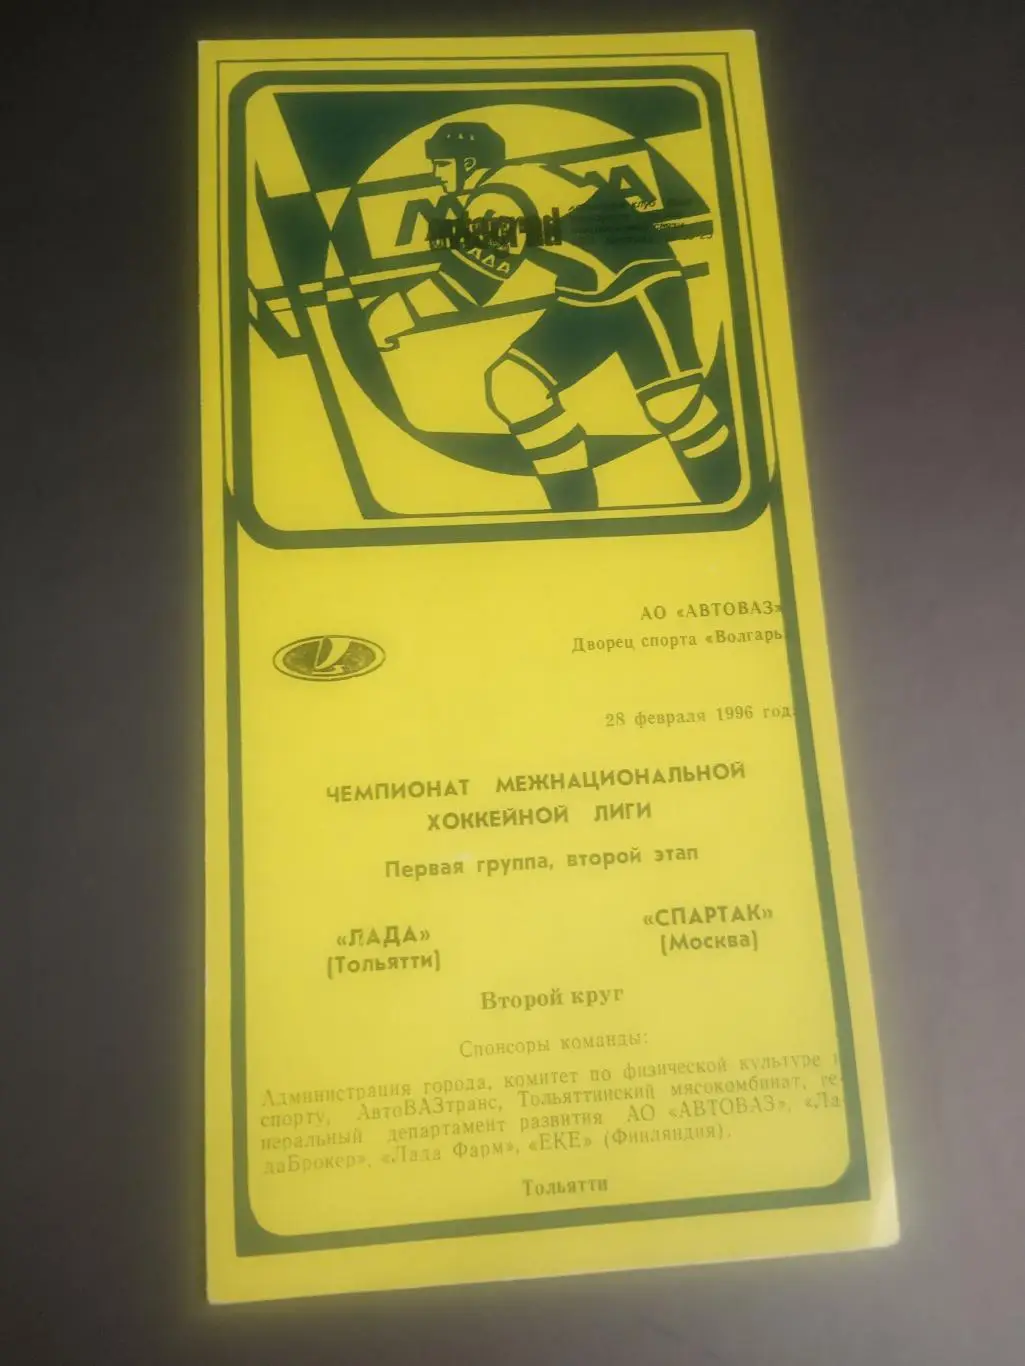 АО «АВТОВАЗ»
Дворец спорта «Волгарь
28 февраля 1996 года
ЧЕМПИОНАТ МЕЖНАЦИОНАЛЬНОЙ
ХОККЕЙНОЙ ЛИГИ
Первая группа, второй этап
«ЛАДА»
(Тольятти)
«СПАРТАК»
(Москва)
Второй круг
Спонсоры команды:
Администрация города, комитет по физической культуре и
спорту, АвтоВАЗтранс, Тольяттинский мясокомбинат, ге-
неральный департамент развития АО «АВТОВАЗ», «Ла-
даБрокер», «Лада Фарм», «ЕКЕ» (Финляндия).
Тольятти